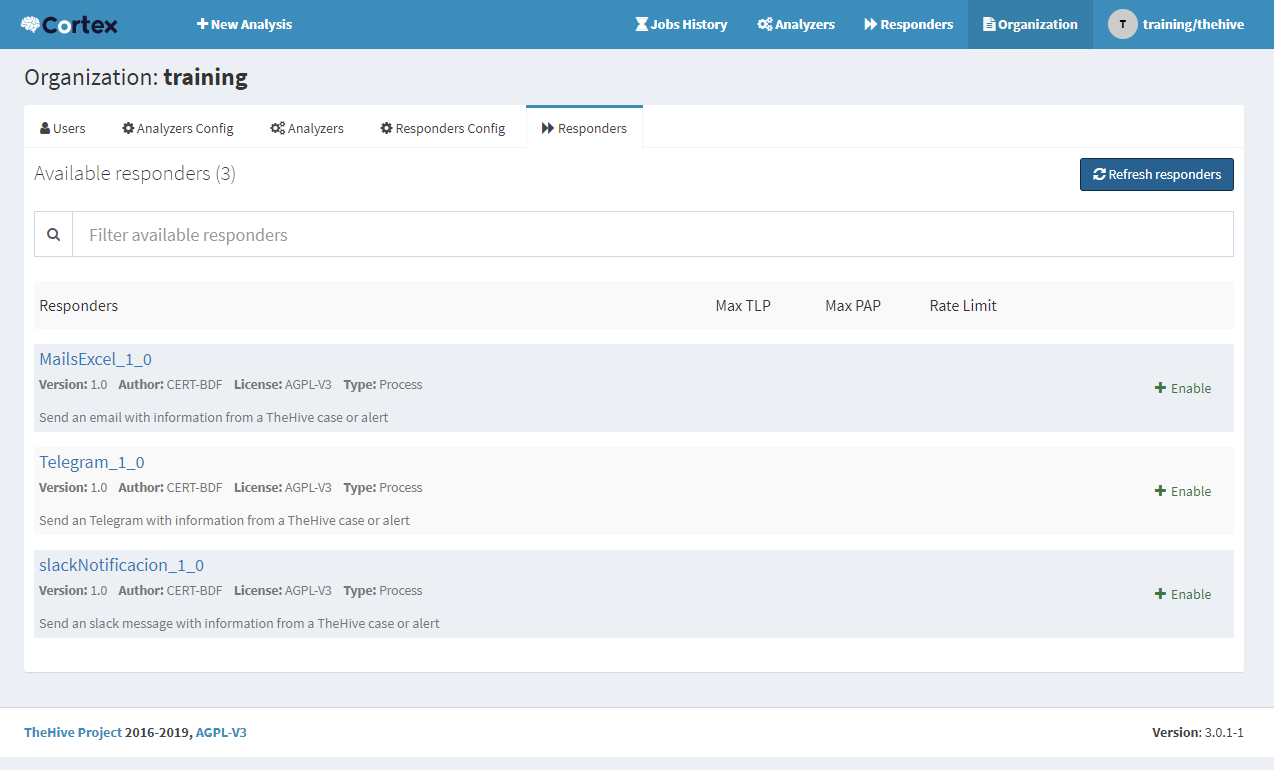 Cortex New Analysis Jobs History Analyzers Responders Organization T training/thehive
Organization: training
Users Analyzers Config Analyzers Responders Config Responders
Available responders (3) Refresh responders
Filter available responders
Responders Max TLP Max PAP Rate Limit
MailsExcel_1_0
Version: 1.0 Author: CERT-BDF License: AGPL-V3 Type: Process
Enable
Send an email with information from a TheHive case or alert
Telegram_1_0
Version: 1.0 Author: CERT-BDF License: AGPL-V3 Type: Process
Enable
Send an Telegram with information from a TheHive case or alert
slackNotificacion_1_0
Version: 1.0 Author: CERT-BDF License: AGPL-V3 Type: Process
Enable
Send an slack message with information from a TheHive case or alert
TheHive Project 2016-2019, AGPL-V3 Version: 3.0.1-1